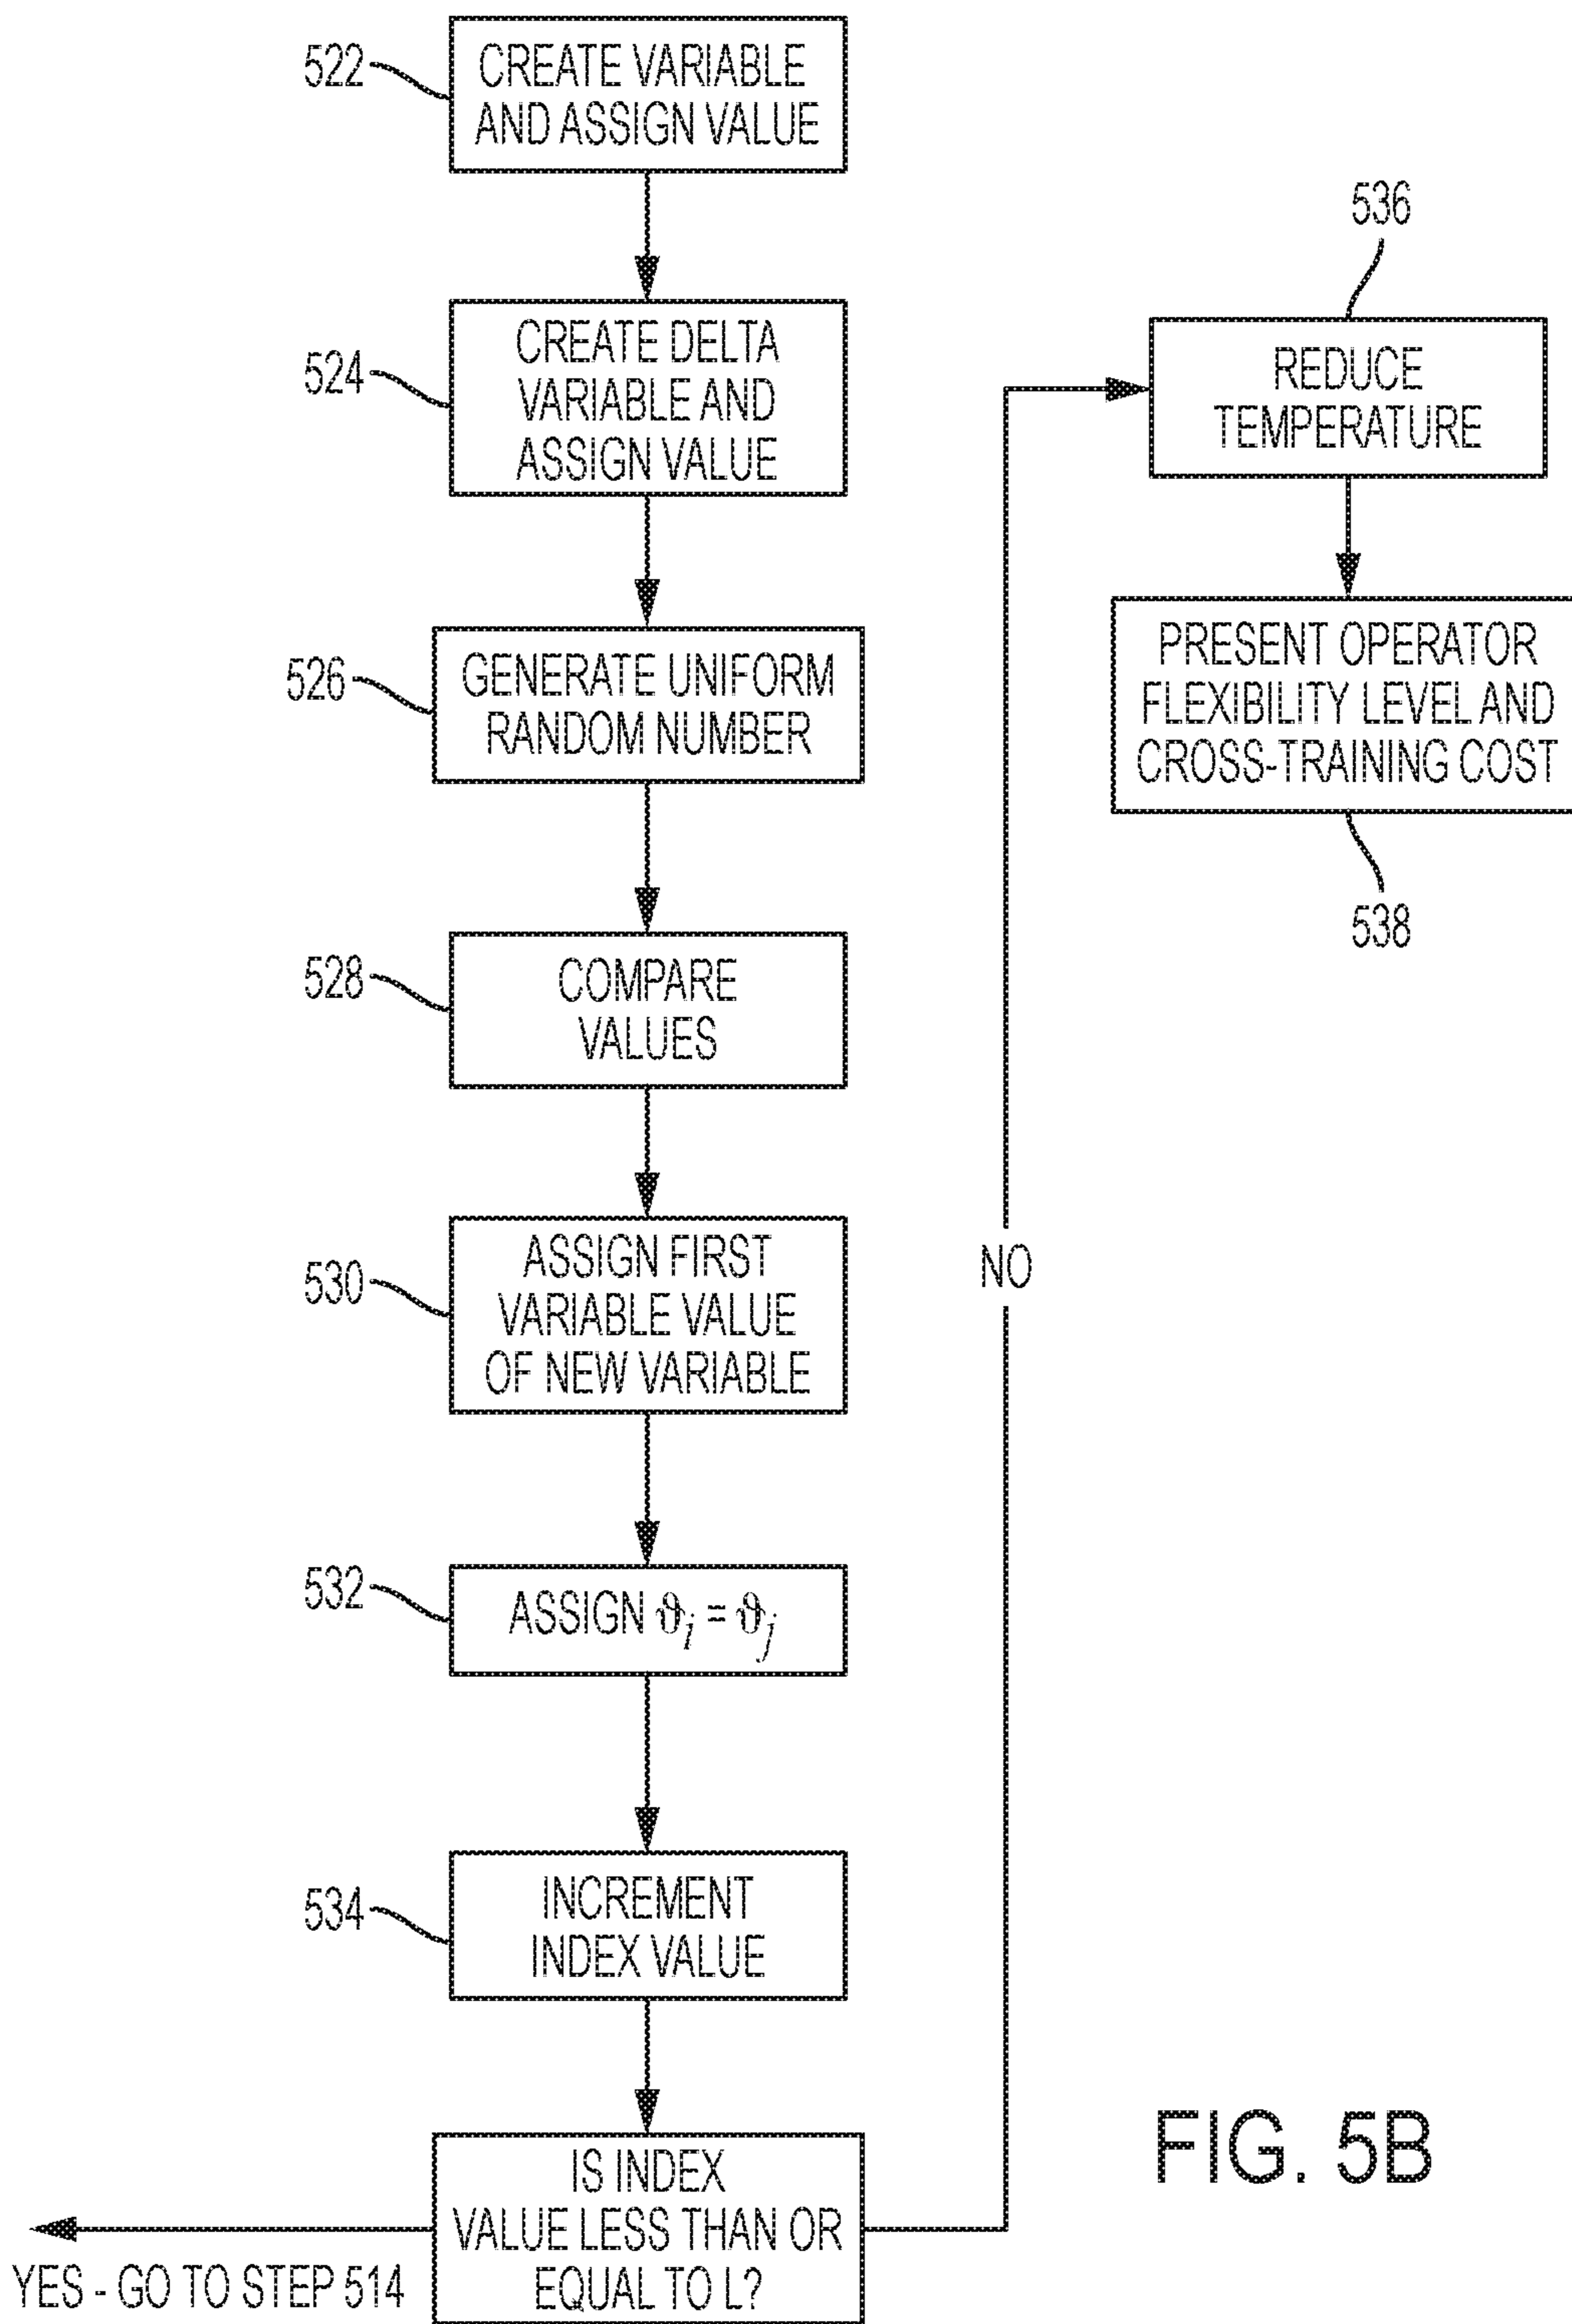 522
CREATE VARIABLE
AND ASSIGN VALUE
524
CREATE DELTA
VARIABLE AND
ASSIGN VALUE
526
GENERATE UNIFORM
RANDOM NUMBER
528
COMPARE
VALUES
530
ASSIGN FIRST
VARIABLE VALUE
OF NEW VARIABLE
532
ASSIGN ϑi = ϑj
534
INCREMENT
INDEX VALUE
IS INDEX
VALUE LESS THAN OR
EQUAL TO L?
YES - GO TO STEP 514
NO
536
REDUCE
TEMPERATURE
PRESENT OPERATOR
FLEXIBILITY LEVEL AND
CROSS-TRAINING COST
538
FIG. 5B